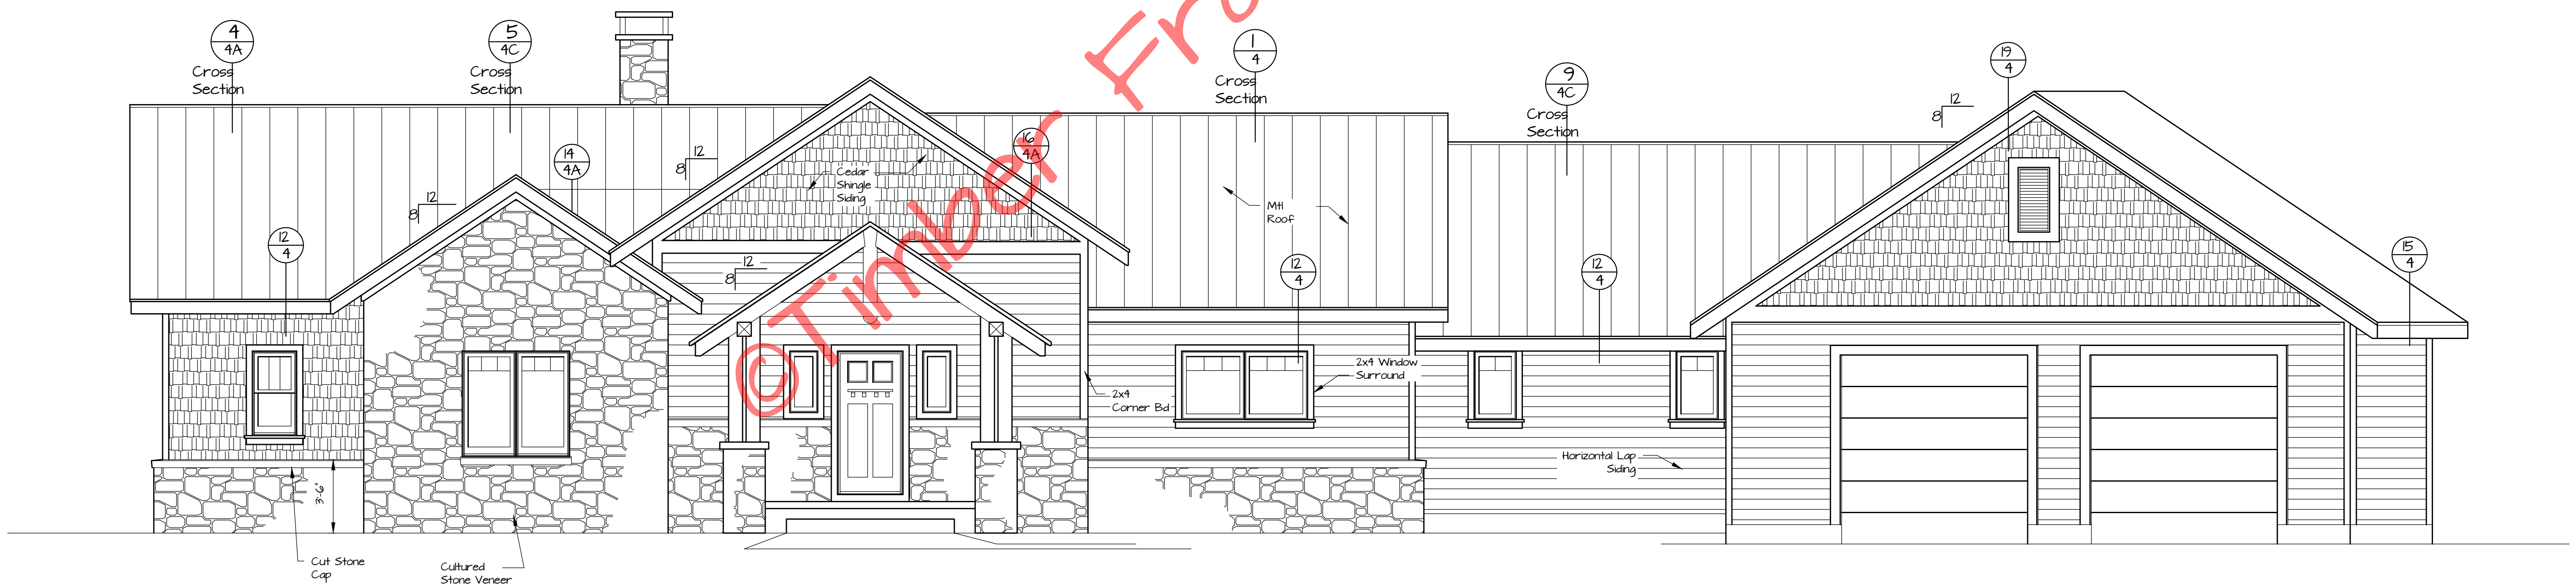 4
4A
Cross
Section
5
4C
Cross
Section
1
4
Cross
Section
9
4C
Cross
Section
19
4
12
8
14
4A
12
8
16
4A
12
8
Cedar
Shingle
Siding
Mtl
Roof
12
4
12
8
12
4
12
4
15
4
2x4 Window
Surround
2x4
Corner Bd
Horizontal Lap
Siding
3'-6"
Cut Stone
Cap
Cultured
Stone Veneer
© Timber